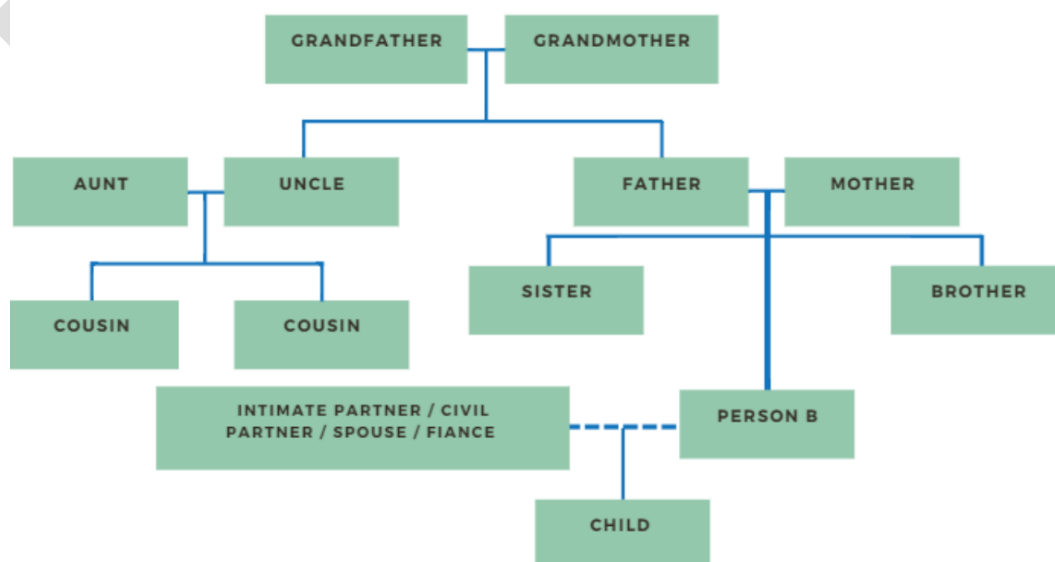 GRANDFATHER
GRANDMOTHER
AUNT
UNCLE
FATHER
MOTHER
SISTER
BROTHER
COUSIN
COUSIN
INTIMATE PARTNER / CIVIL
PARTNER / SPOUSE / FIANCE
PERSON B
CHILD